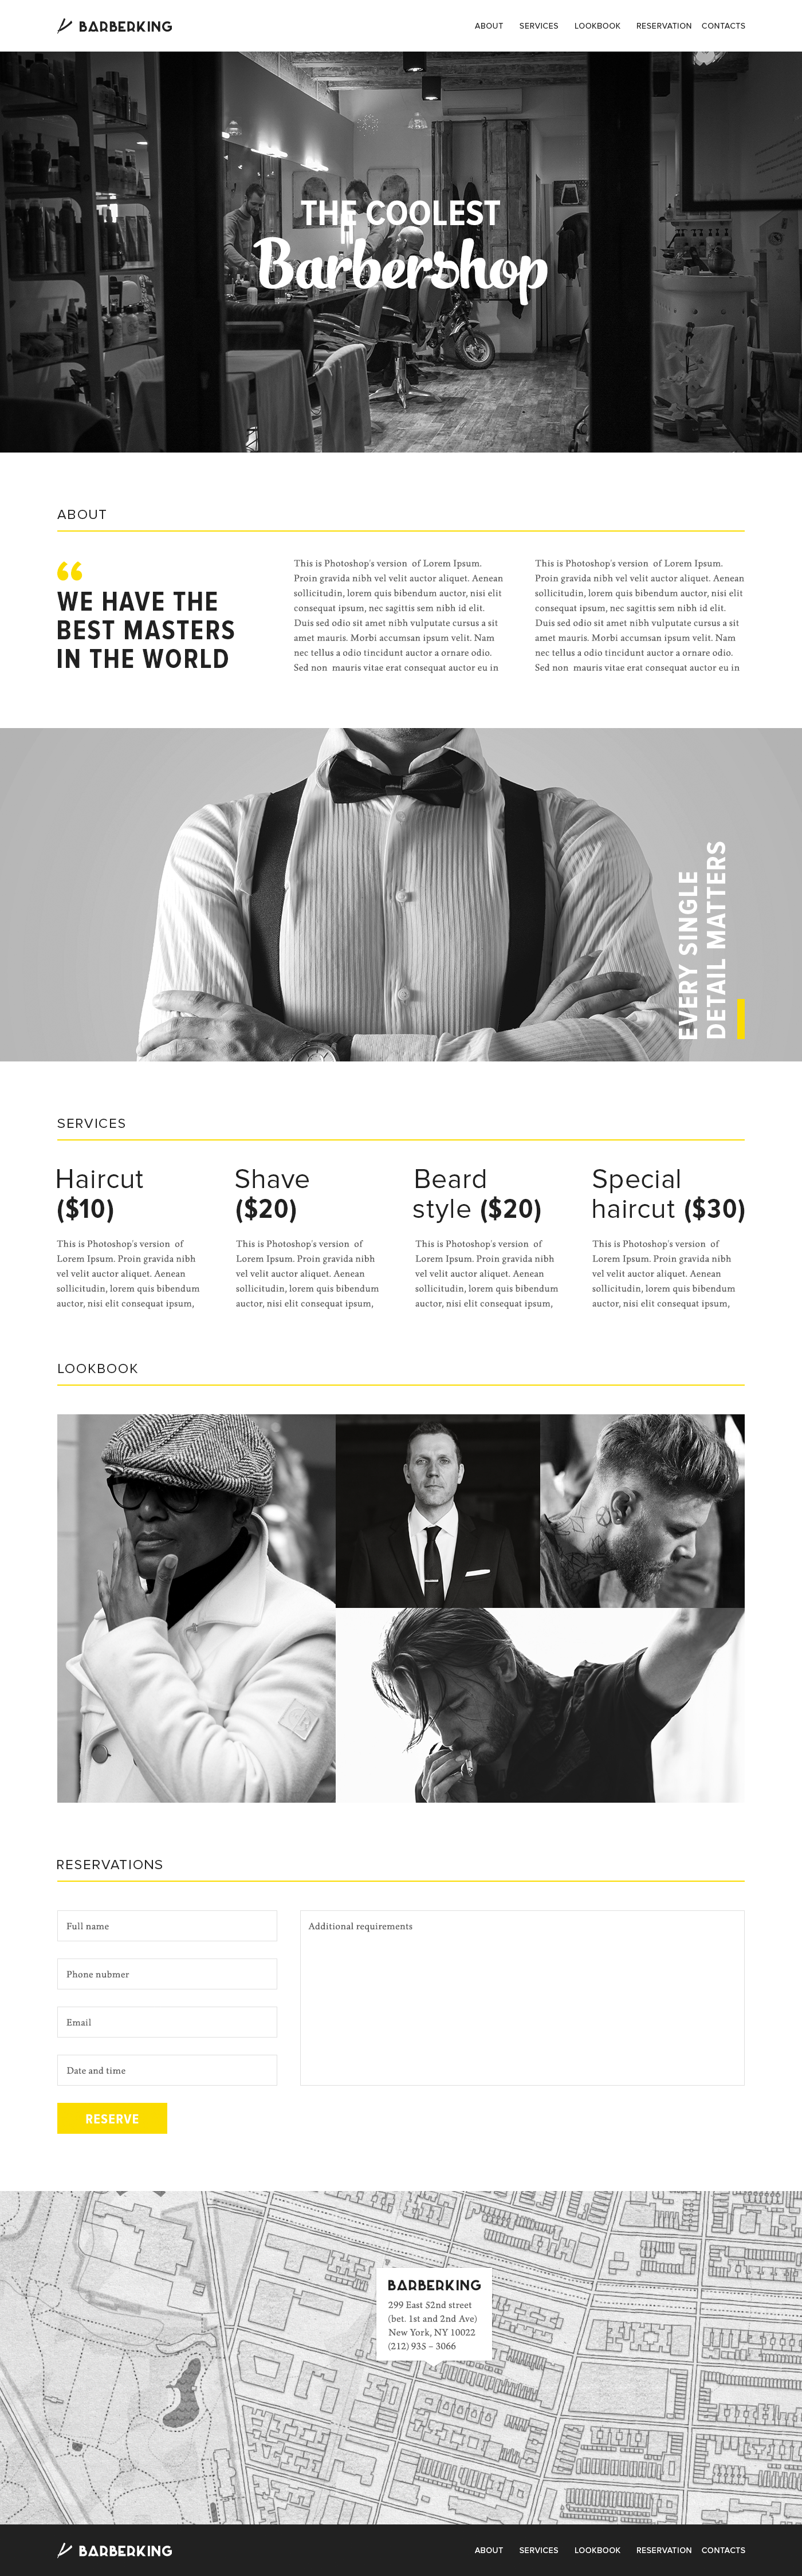 BARBERKING
ABOUT SERVICES LOOKBOOK RESERVATION CONTACTS
THE COOLEST
Barbershop
ABOUT
“
WE HAVE THE
BEST MASTERS
IN THE WORLD
This is Photoshop's version of Lorem Ipsum.
Proin gravida nibh vel velit auctor aliquet. Aenean
sollicitudin, lorem quis bibendum auctor, nisi elit
consequat ipsum, nec sagittis sem nibh id elit.
Duis sed odio sit amet nibh vulputate cursus a sit
amet mauris. Morbi accumsan ipsum velit. Nam
nec tellus a odio tincidunt auctor a ornare odio.
Sed non mauris vitae erat consequat auctor eu in
This is Photoshop's version of Lorem Ipsum.
Proin gravida nibh vel velit auctor aliquet. Aenean
sollicitudin, lorem quis bibendum auctor, nisi elit
consequat ipsum, nec sagittis sem nibh id elit.
Duis sed odio sit amet nibh vulputate cursus a sit
amet mauris. Morbi accumsan ipsum velit. Nam
nec tellus a odio tincidunt auctor a ornare odio.
Sed non mauris vitae erat consequat auctor eu in
EVERY SINGLE
DETAIL MATTERS
SERVICES
Haircut
($10)
This is Photoshop's version of
Lorem Ipsum. Proin gravida nibh
vel velit auctor aliquet. Aenean
sollicitudin, lorem quis bibendum
auctor, nisi elit consequat ipsum,
Shave
($20)
This is Photoshop's version of
Lorem Ipsum. Proin gravida nibh
vel velit auctor aliquet. Aenean
sollicitudin, lorem quis bibendum
auctor, nisi elit consequat ipsum,
Beard
style ($20)
This is Photoshop's version of
Lorem Ipsum. Proin gravida nibh
vel velit auctor aliquet. Aenean
sollicitudin, lorem quis bibendum
auctor, nisi elit consequat ipsum,
Special
haircut ($30)
This is Photoshop's version of
Lorem Ipsum. Proin gravida nibh
vel velit auctor aliquet. Aenean
sollicitudin, lorem quis bibendum
auctor, nisi elit consequat ipsum,
LOOKBOOK
RESERVATIONS
Full name
Phone nubmer
Email
Date and time
Additional requirements
RESERVE
BARBERKING
299 East 52nd street
(bet. 1st and 2nd Ave)
New York, NY 10022
(212) 935 – 3066
BARBERKING
ABOUT SERVICES LOOKBOOK RESERVATION CONTACTS